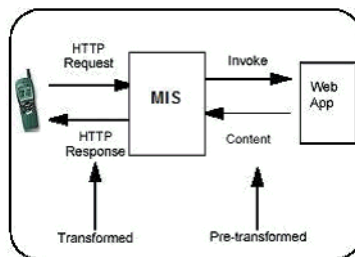 HTTP
Request
Invoke
MIS
Web
App
HTTP
Response
Content
Transformed
Pre-transformed